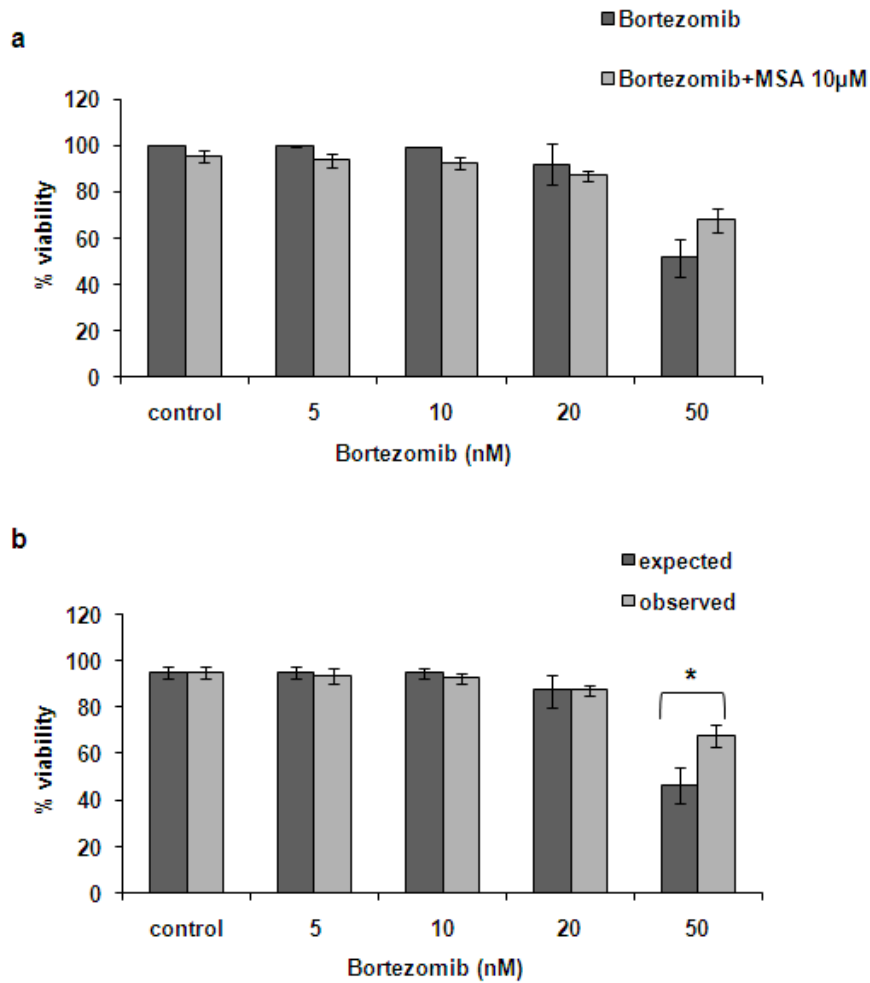 a
Bortezomib
Bortezomib+MSA 10µM
120
100
80
60
40
20
0
% viability
control 5 10 20 50
Bortezomib (nM)
b
expected
observed
120
100
80
60
40
20
0
% viability
*
control 5 10 20 50
Bortezomib (nM)